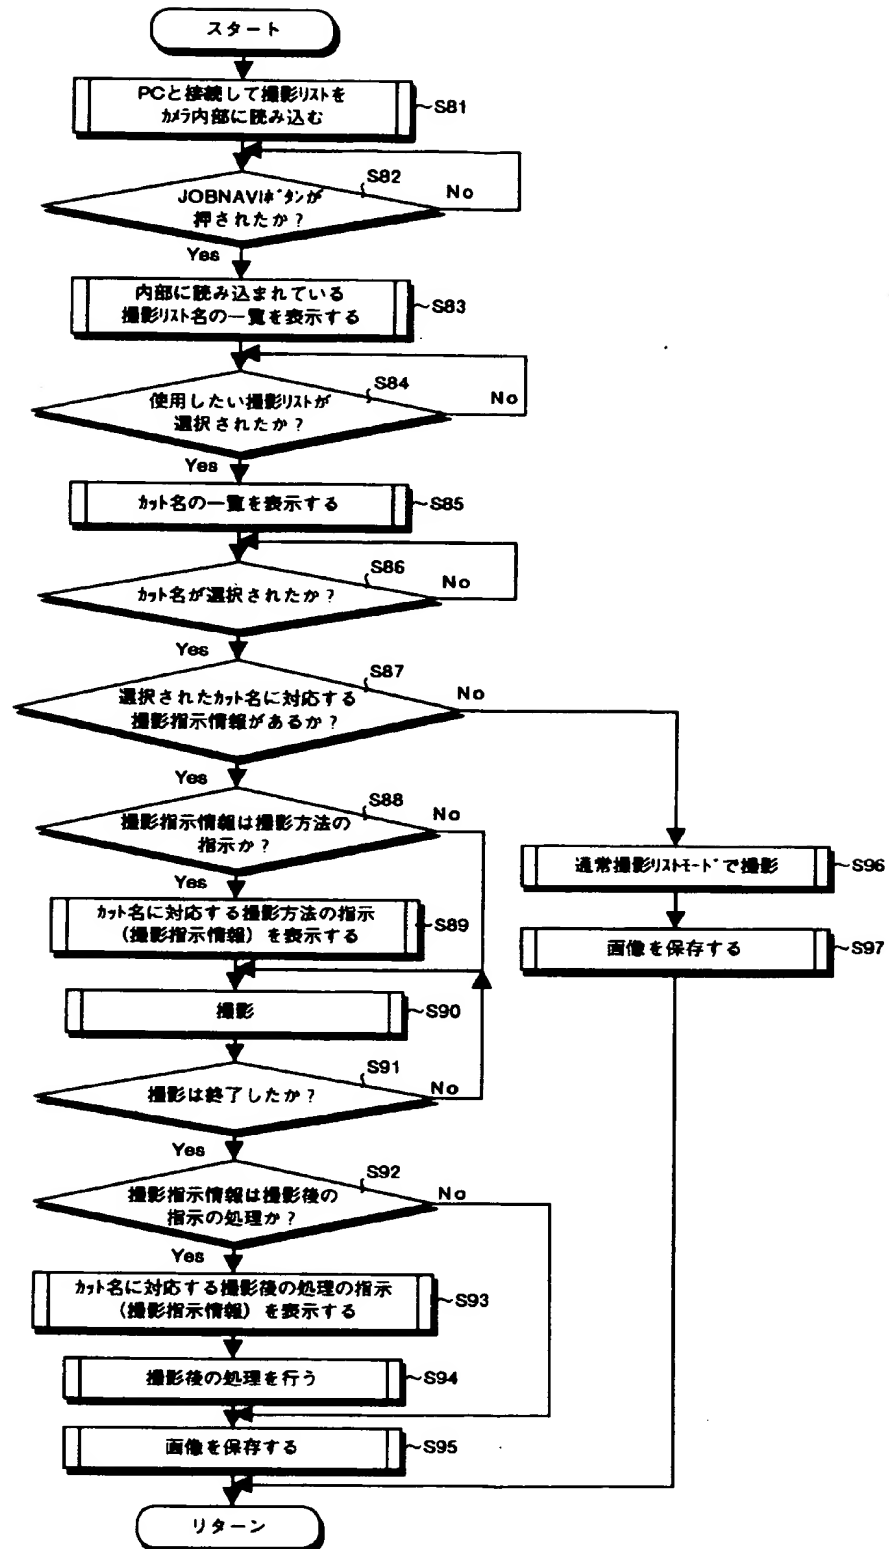 スタート
PCと接続して撮影リストを
カメラ内部に読み込む
S81
S82
JOBNAVIボタンが
押されたか?
No
Yes
内部に読み込まれている
撮影リスト名の一覧を表示する
S83
S84
使用したい撮影リストが
選択されたか?
No
Yes
カット名の一覧を表示する
S85
S86
カット名が選択されたか?
No
Yes
S87
選択されたカット名に対応する
撮影指示情報があるか?
No
Yes
S88
撮影指示情報は撮影方法の
指示か?
No
Yes
通常撮影リストモードで撮影
S96
カット名に対応する撮影方法の指示
(撮影指示情報)を表示する
S89
画像を保存する
S97
撮影
S90
S91
撮影は終了したか?
No
Yes
S92
撮影指示情報は撮影後の
指示の処理か?
No
Yes
カット名に対応する撮影後の処理の指示
(撮影指示情報)を表示する
S93
撮影後の処理を行う
S94
画像を保存する
S95
リターン